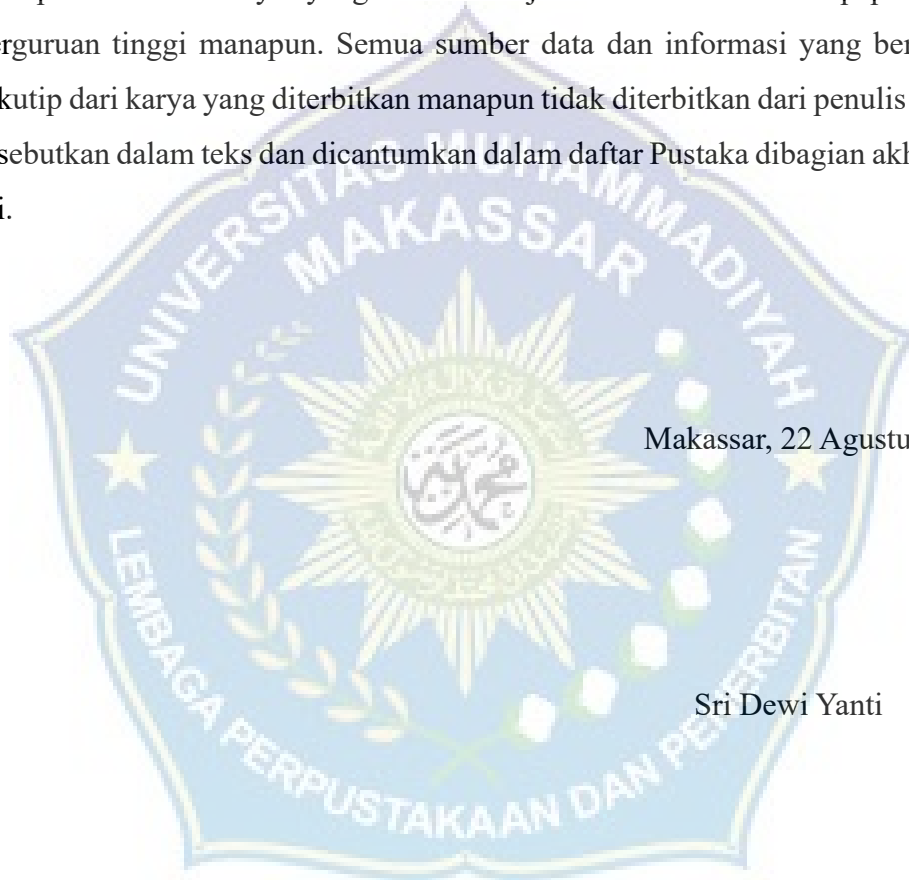 erguruan tinggi manapun. Semua sumber data dan informasi yang ber
kutip dari karya yang diterbitkan manapun tidak diterbitkan dari penulis
sebutkan dalam teks dan dicantumkan dalam daftar Pustaka dibagian akh
i.
UNIVERSITAS MUHAMMADIYAH
MAKASSAR
Makassar, 22 Agustu
Sri Dewi Yanti
LEMBAGA PERPUSTAKAAN DAN PENERBITAN